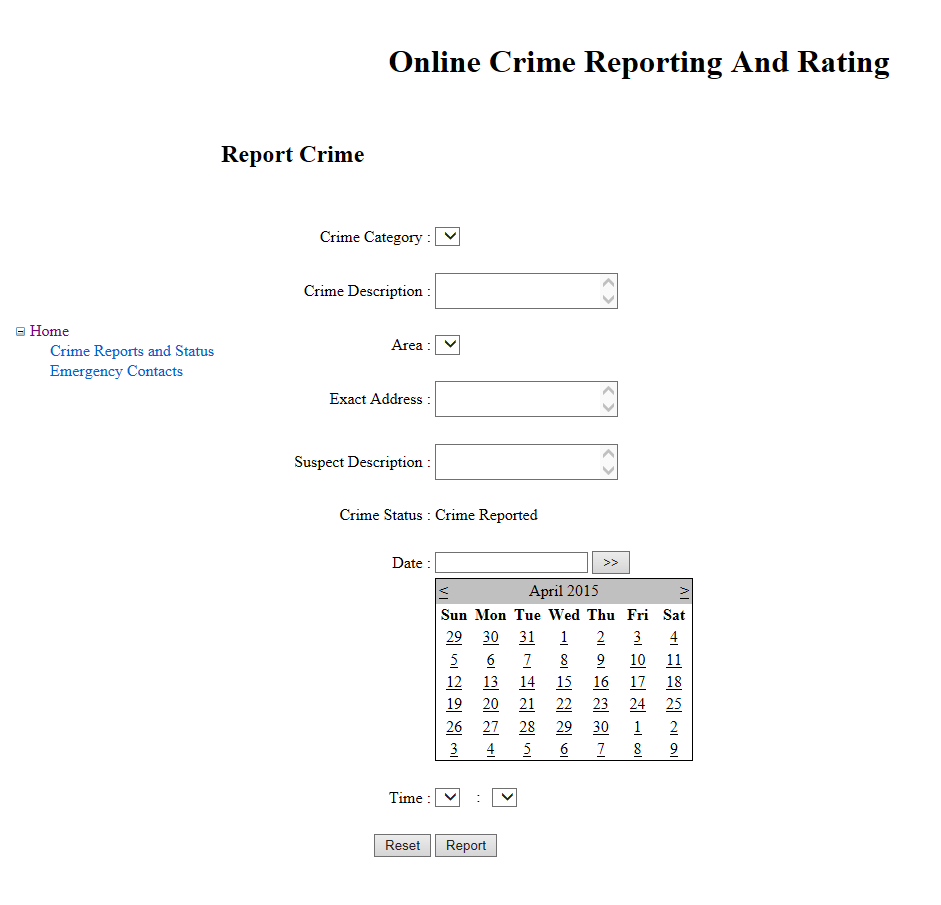 Online Crime Reporting And Rating
Report Crime
Crime Category :
Crime Description :
Home
Crime Reports and Status
Emergency Contacts
Area :
Exact Address :
Suspect Description :
Crime Status : Crime Reported
Date : >>
< April 2015 >
Sun Mon Tue Wed Thu Fri Sat
29 30 31 1 2 3 4
5 6 7 8 9 10 11
12 13 14 15 16 17 18
19 20 21 22 23 24 25
26 27 28 29 30 1 2
3 4 5 6 7 8 9
Time : :
Reset Report